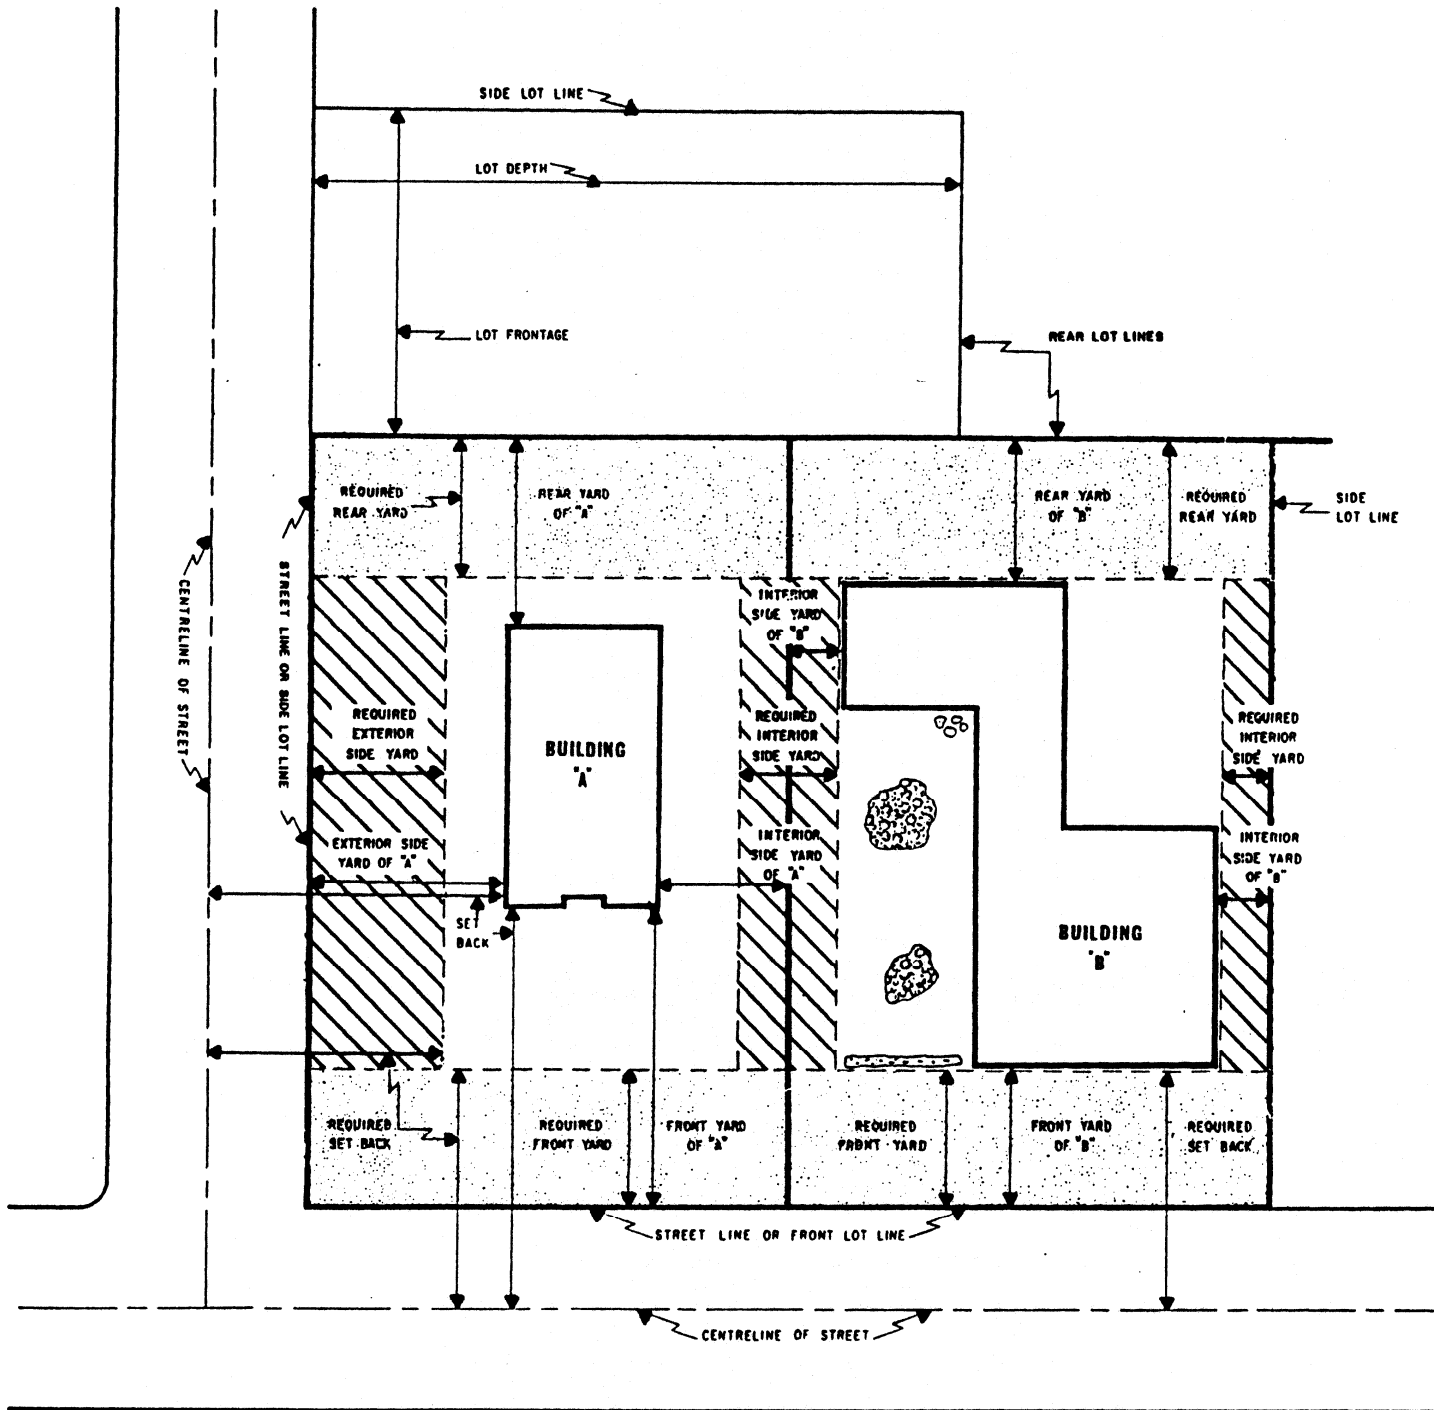 SIDE LOT LINE
LOT DEPTH
LOT FRONTAGE
REAR LOT LINES
REQUIRED
REAR YARD
REAR YARD
OF "A"
REAR YARD
OF "B"
REQUIRED
REAR YARD
SIDE
LOT LINE
CENTRELINE OF STREET
STREET LINE OR SIDE LOT LINE
INTERIOR
SIDE YARD
OF "B"
REQUIRED
EXTERIOR
SIDE YARD
BUILDING
"A"
REQUIRED
INTERIOR
SIDE YARD
REQUIRED
INTERIOR
SIDE YARD
EXTERIOR SIDE
YARD OF "A"
INTERIOR
SIDE YARD
OF "A"
INTERIOR
SIDE YARD
OF "B"
SET
BACK
BUILDING
"B"
REQUIRED
SET BACK
REQUIRED
FRONT YARD
FRONT YARD
OF "A"
REQUIRED
FRONT YARD
FRONT YARD
OF "B"
REQUIRED
SET BACK
STREET LINE OR FRONT LOT LINE
CENTRELINE OF STREET